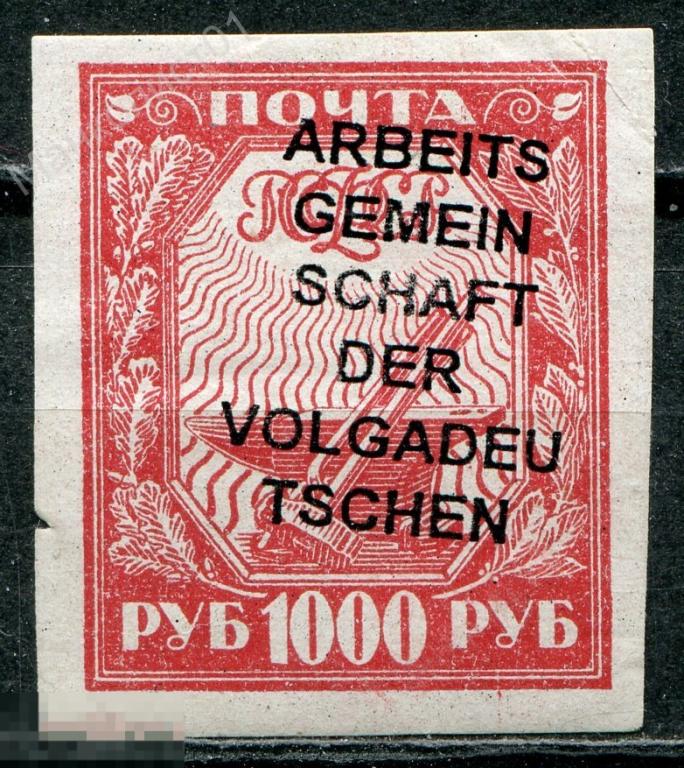 ПОЧТА
ARBEITS
GEMEIN
SCHAFT
DER
VOLGADEU
TSCHEN
РУБ 1000 РУБ